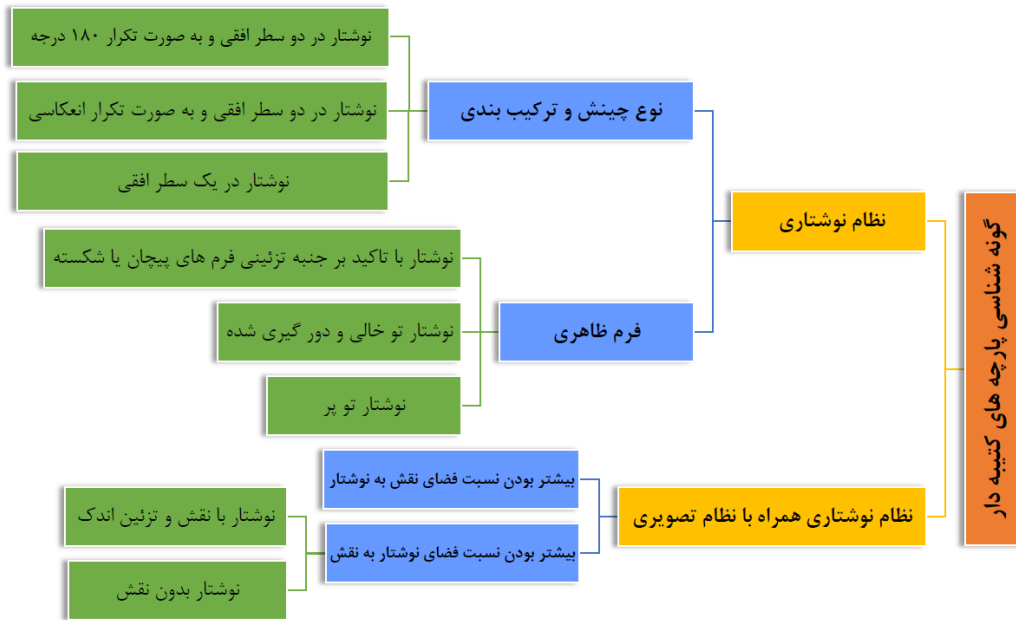 گونه شناسی پارچه های کتیبه دار
نظام نوشتاری
نوع چینش و ترکیب بندی
نوشتار در دو سطر افقی و به صورت تکرار ۱۸۰ درجه
نوشتار در دو سطر افقی و به صورت تکرار انعکاسی
نوشتار در یک سطر افقی
فرم ظاهری
نوشتار با تاکید بر جنبه تزئینی فرم های پیچان یا شکسته
نوشتار تو خالی و دور گیری شده
نوشتار تو پر
نظام نوشتاری همراه با نظام تصویری
بیشتر بودن نسبت فضای نقش به نوشتار
بیشتر بودن نسبت فضای نوشتار به نقش
نوشتار با نقش و تزئین اندک
نوشتار بدون نقش